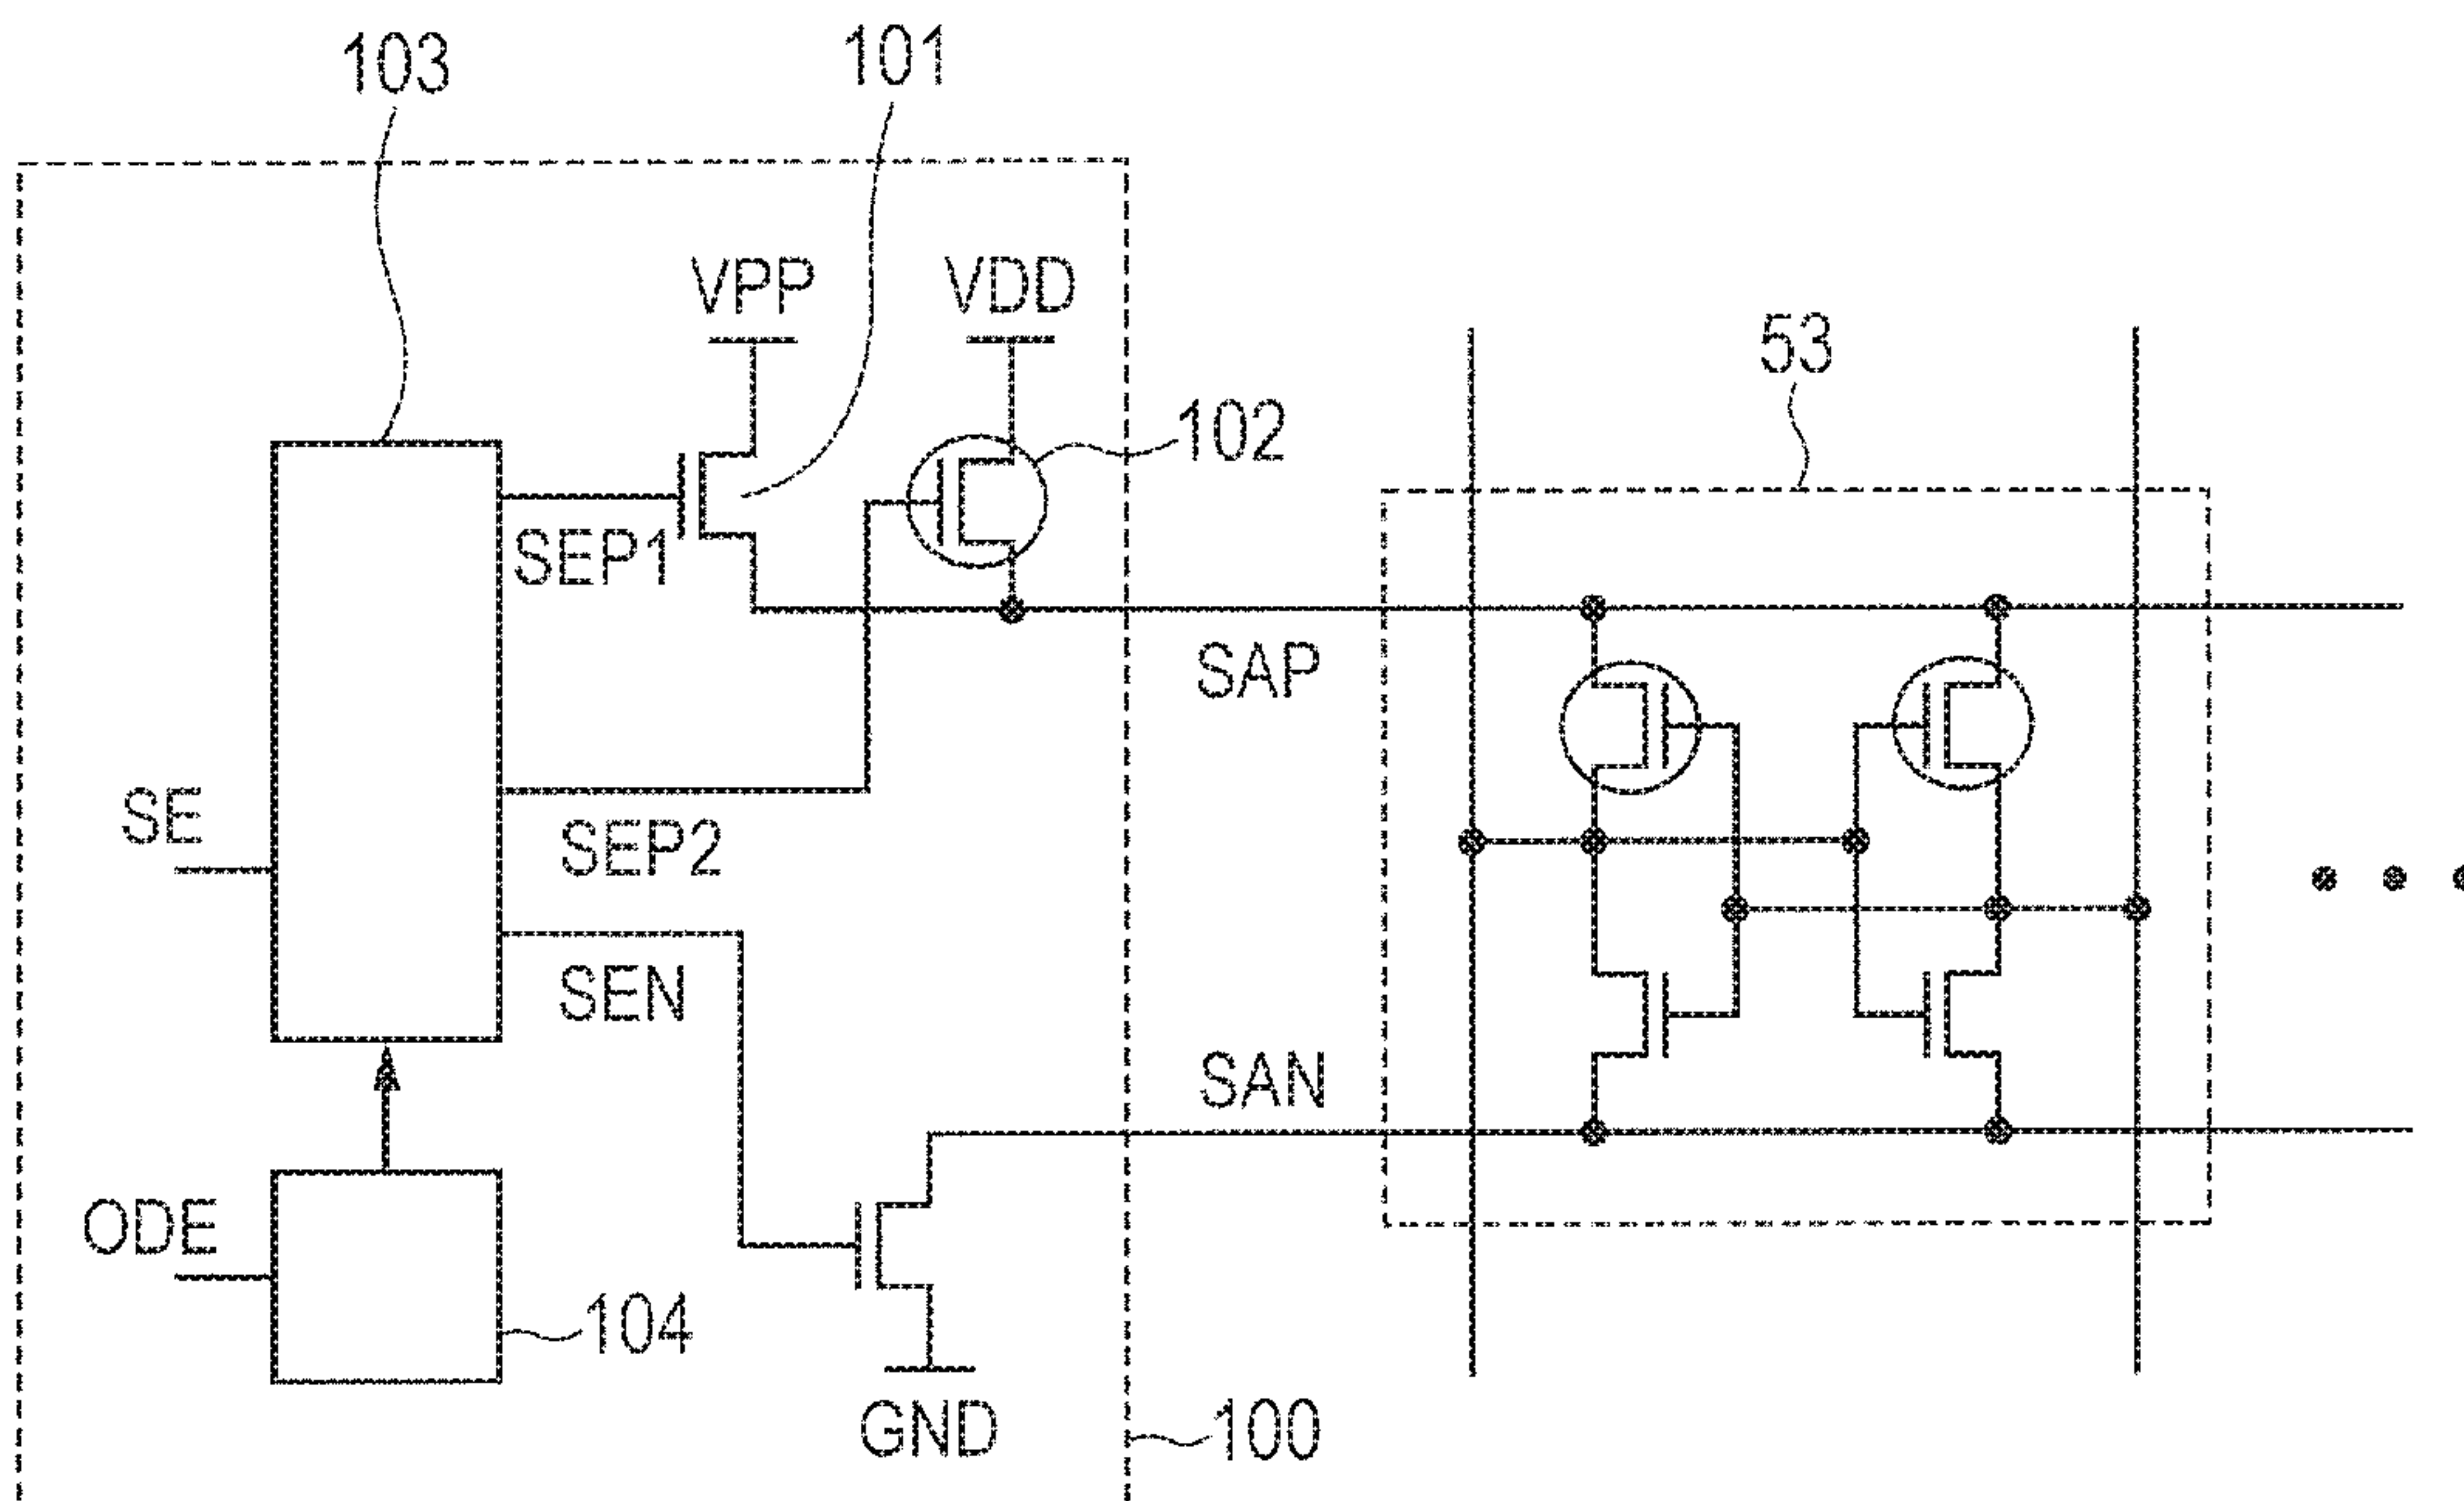 103
101
VPP
VDD
53
102
SEP1
SAP
SE
SEP2
SEN
SAN
ODE
104
GND
100